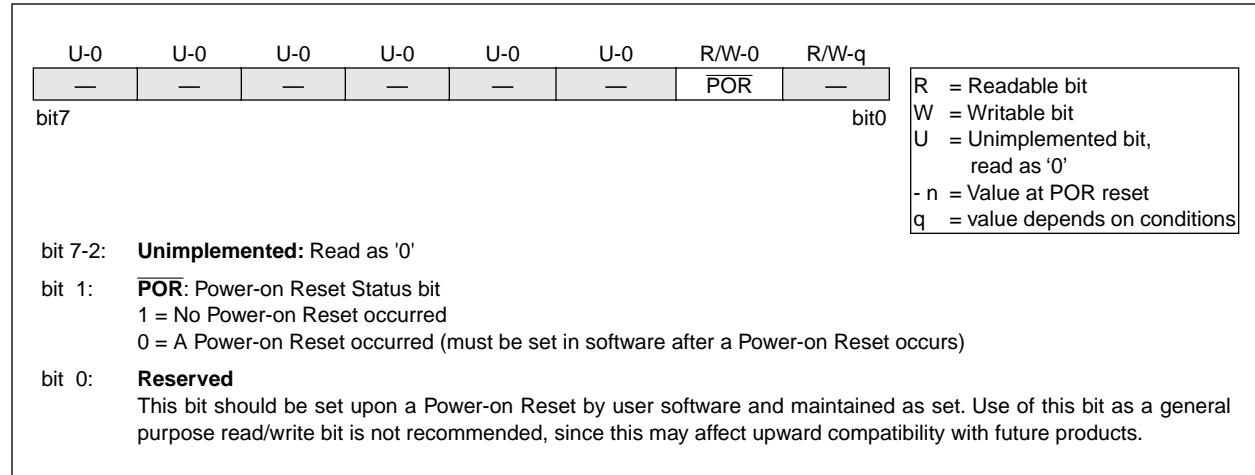 U-0 U-0 U-0 U-0 U-0 U-0 R/W-0 R/W-q
— — — — — — P̅O̅R̅ —
bit7 bit0
R = Readable bit
W = Writable bit
U = Unimplemented bit,
read as ‘0’
- n = Value at POR reset
q = value depends on conditions
bit 7-2: Unimplemented: Read as '0'
bit 1: P̅O̅R̅: Power-on Reset Status bit
1 = No Power-on Reset occurred
0 = A Power-on Reset occurred (must be set in software after a Power-on Reset occurs)
bit 0: Reserved
This bit should be set upon a Power-on Reset by user software and maintained as set. Use of this bit as a general
purpose read/write bit is not recommended, since this may affect upward compatibility with future products.